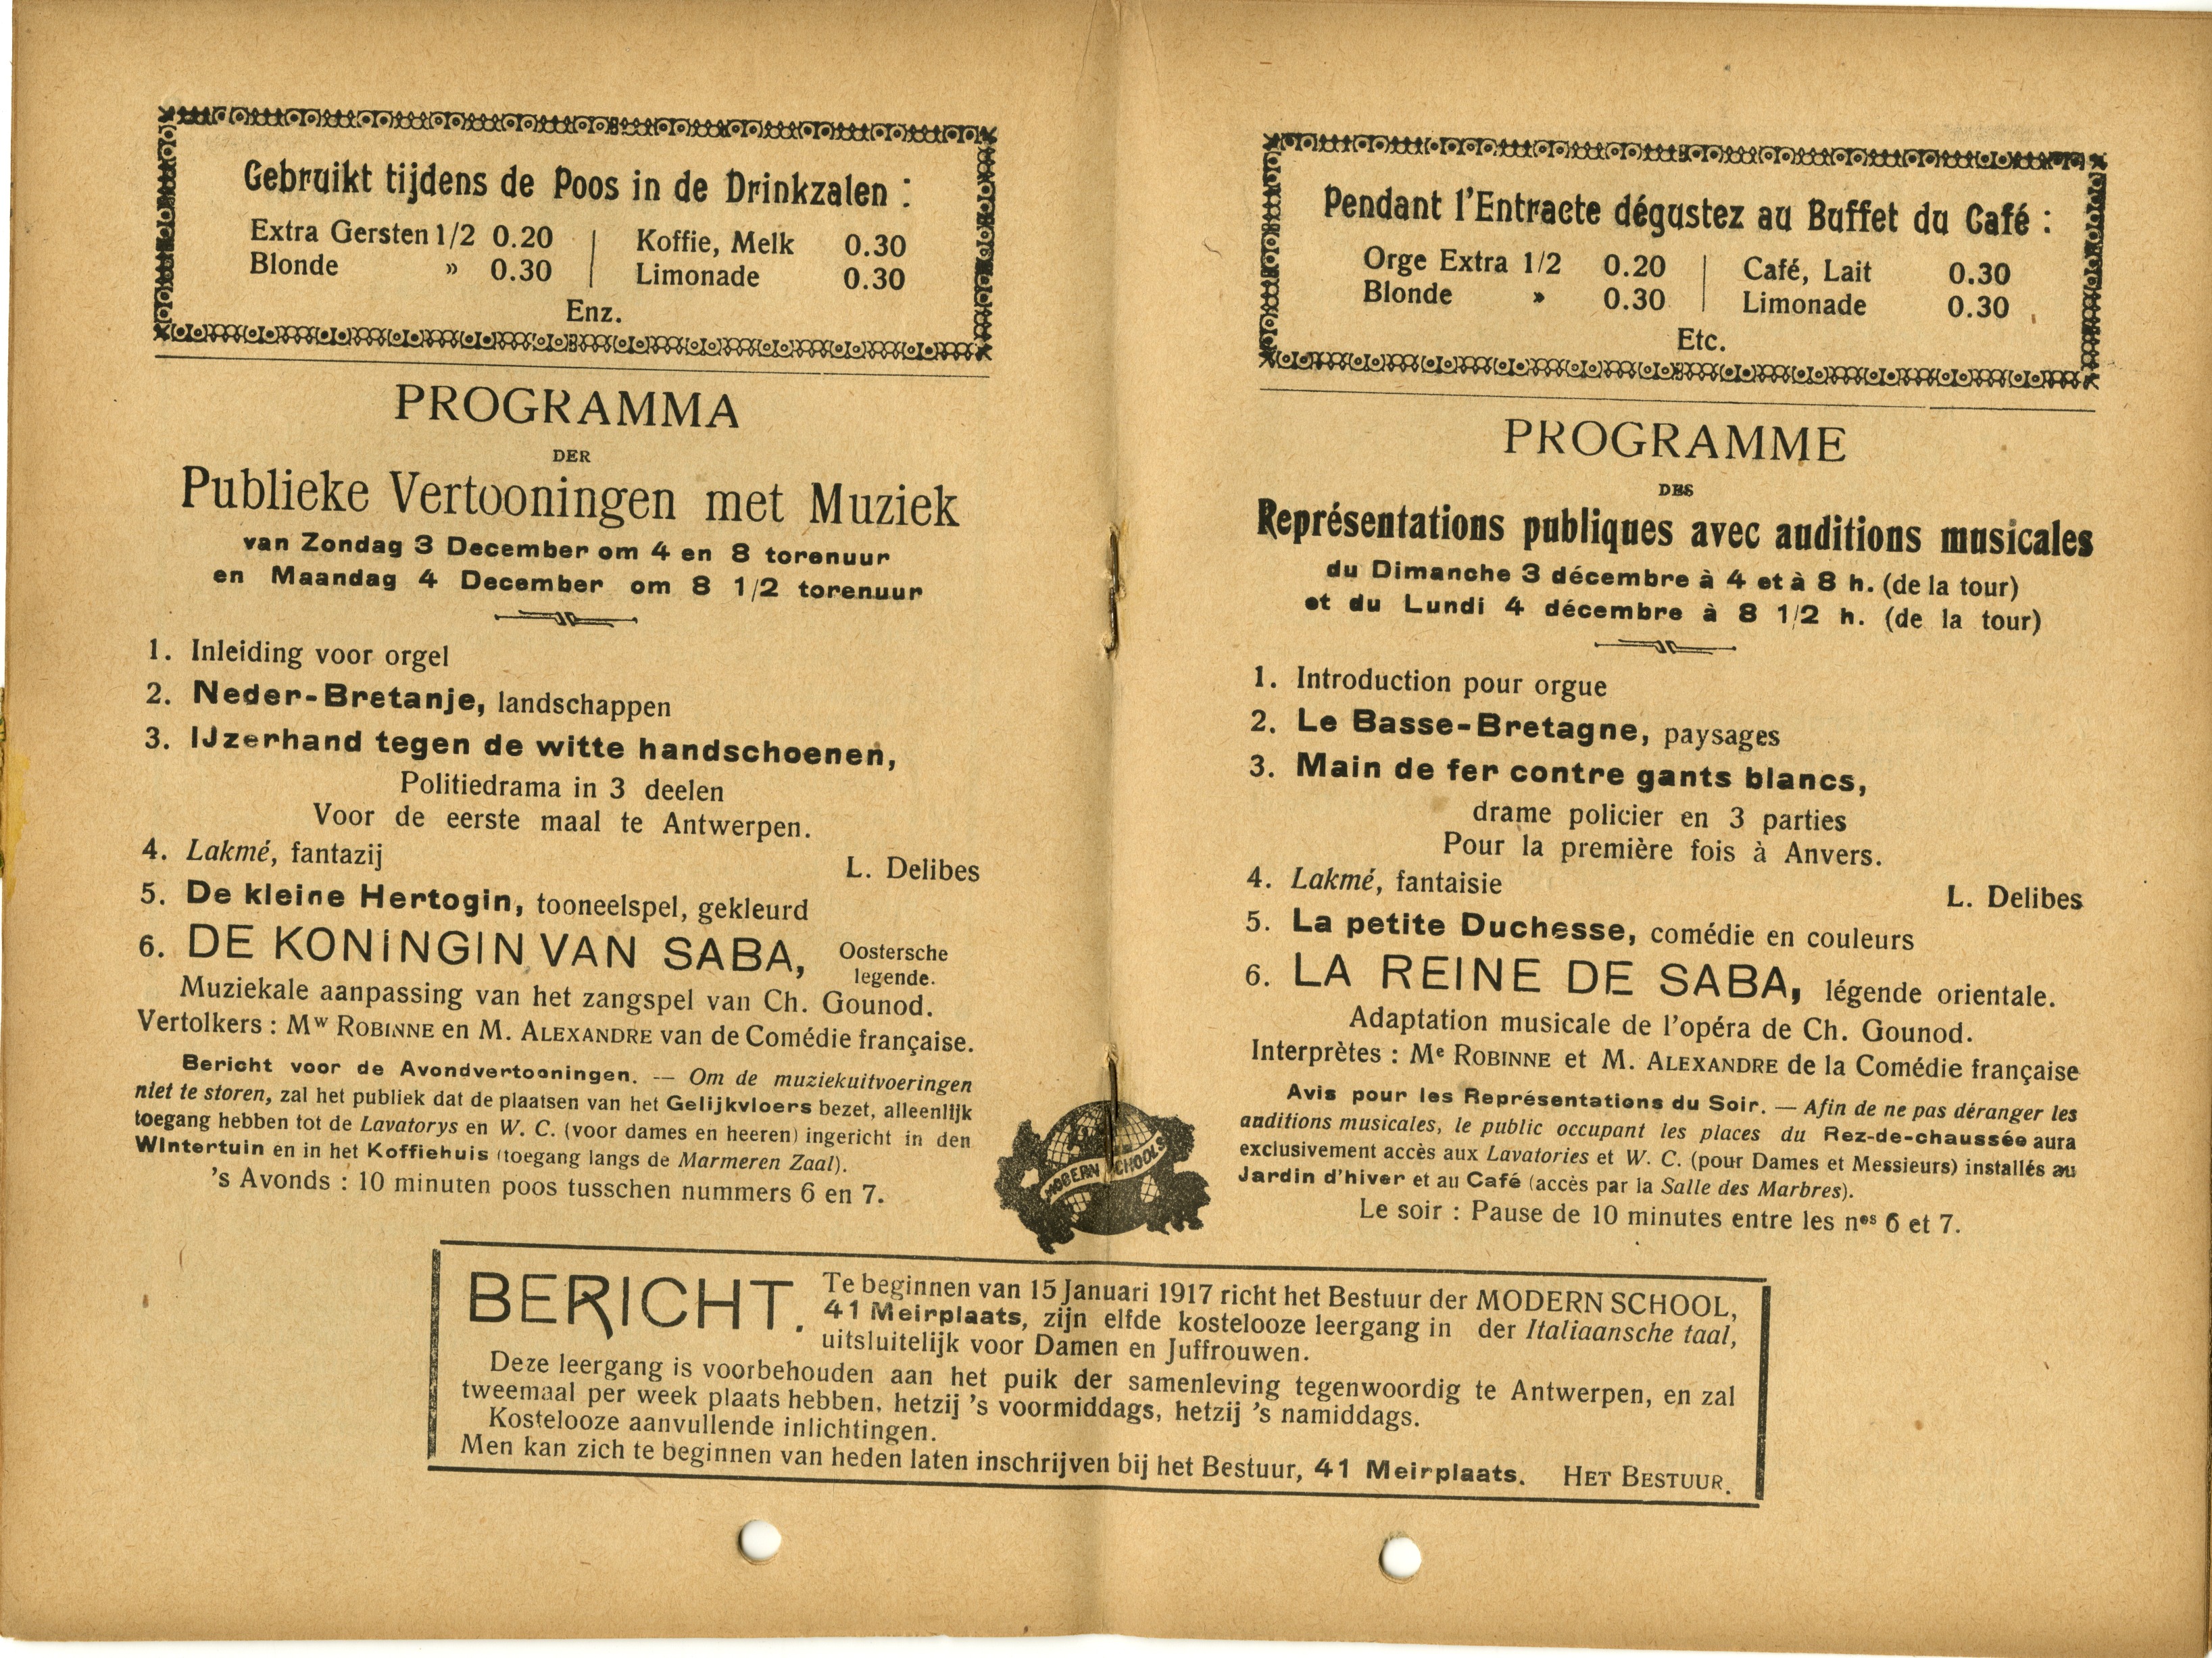 Gebruikt tijdens de Poos in de Drinkzalen :
Extra Gersten 1/2 0.20 | Koffie, Melk 0.30
Blonde » 0.30 | Limonade 0.30
Enz.
PROGRAMMA
DER
Publieke Vertooningen met Muziek
van Zondag 3 December om 4 en 8 torenuur
en Maandag 4 December om 8 1/2 torenuur
1. Inleiding voor orgel
2. Neder-Bretanje, landschappen
3. IJzerhand tegen de witte handschoenen,
Politiedrama in 3 deelen
Voor de eerste maal te Antwerpen.
4. Lakmé, fantazij L. Delibes
5. De kleine Hertogin, tooneelspel, gekleurd
6. DE KONINGIN VAN SABA, Oostersche
legende.
Muziekale aanpassing van het zangspel van Ch. Gounod.
Vertolkers : Mw ROBINNE en M. ALEXANDRE van de Comédie française.
Bericht voor de Avondvertooningen. — Om de muziekuitvoeringen
niet te storen, zal het publiek dat de plaatsen van het Gelijkvloers bezet, alleenlijk
toegang hebben tot de Lavatorys en W. C. (voor dames en heeren) ingericht in den
Wintertuin en in het Koffiehuis (toegang langs de Marmeren Zaal).
's Avonds : 10 minuten poos tusschen nummers 6 en 7.
Pendant l'Entracte dégustez au Buffet du Café :
Orge Extra 1/2 0.20 | Café, Lait 0.30
Blonde » 0.30 | Limonade 0.30
Etc.
PROGRAMME
DES
Représentations publiques avec auditions musicales
du Dimanche 3 décembre à 4 et à 8 h. (de la tour)
et du Lundi 4 décembre à 8 1/2 h. (de la tour)
1. Introduction pour orgue
2. Le Basse-Bretagne, paysages
3. Main de fer contre gants blancs,
drame policier en 3 parties
Pour la première fois à Anvers.
4. Lakmé, fantaisie L. Delibes
5. La petite Duchesse, comédie en couleurs
6. LA REINE DE SABA, légende orientale.
Adaptation musicale de l'opéra de Ch. Gounod.
Interprètes : Me ROBINNE et M. ALEXANDRE de la Comédie française
Avis pour les Représentations du Soir. — Afin de ne pas déranger les
auditions musicales, le public occupant les places du Rez-de-chaussée aura
exclusivement accès aux Lavatories et W. C. (pour Dames et Messieurs) installés au
Jardin d'hiver et au Café (accès par la Salle des Marbres).
Le soir : Pause de 10 minutes entre les nos 6 et 7.
MODERN SCHOOLS
BERICHT. Te beginnen van 15 Januari 1917 richt het Bestuur der MODERN SCHOOL,
41 Meirplaats, zijn elfde kostelooze leergang in der Italiaansche taal,
uitsluitelijk voor Damen en Juffrouwen.
Deze leergang is voorbehouden aan het puik der samenleving tegenwoordig te Antwerpen, en zal
tweemaal per week plaats hebben, hetzij 's voormiddags, hetzij 's namiddags.
Kostelooze aanvullende inlichtingen.
Men kan zich te beginnen van heden laten inschrijven bij het Bestuur, 41 Meirplaats. HET BESTUUR.